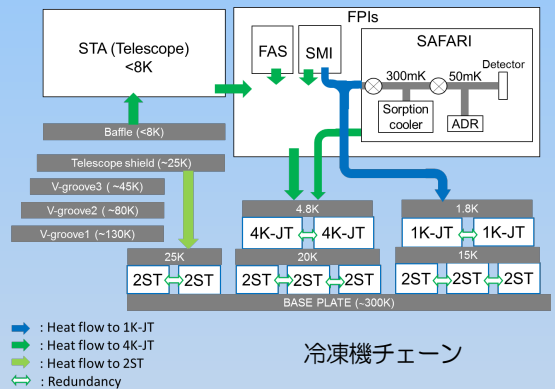 FPIs
STA (Telescope)
<8K
FAS
SMI
SAFARI
Detector
300mK
50mK
Sorption
cooler
ADR
Baffle (<8K)
Telescope shield (~25K)
V-groove3 ( ~45K)
V-groove2 ( ~80K)
V-groove1 (~130K)
4.8K
1.8K
4K-JT
4K-JT
1K-JT
1K-JT
25K
20K
15K
2ST
2ST
2ST
2ST
2ST
2ST
2ST
2ST
BASE PLATE (~300K)
: Heat flow to 1K-JT
: Heat flow to 4K-JT
: Heat flow to 2ST
: Redundancy
冷凍機チェーン